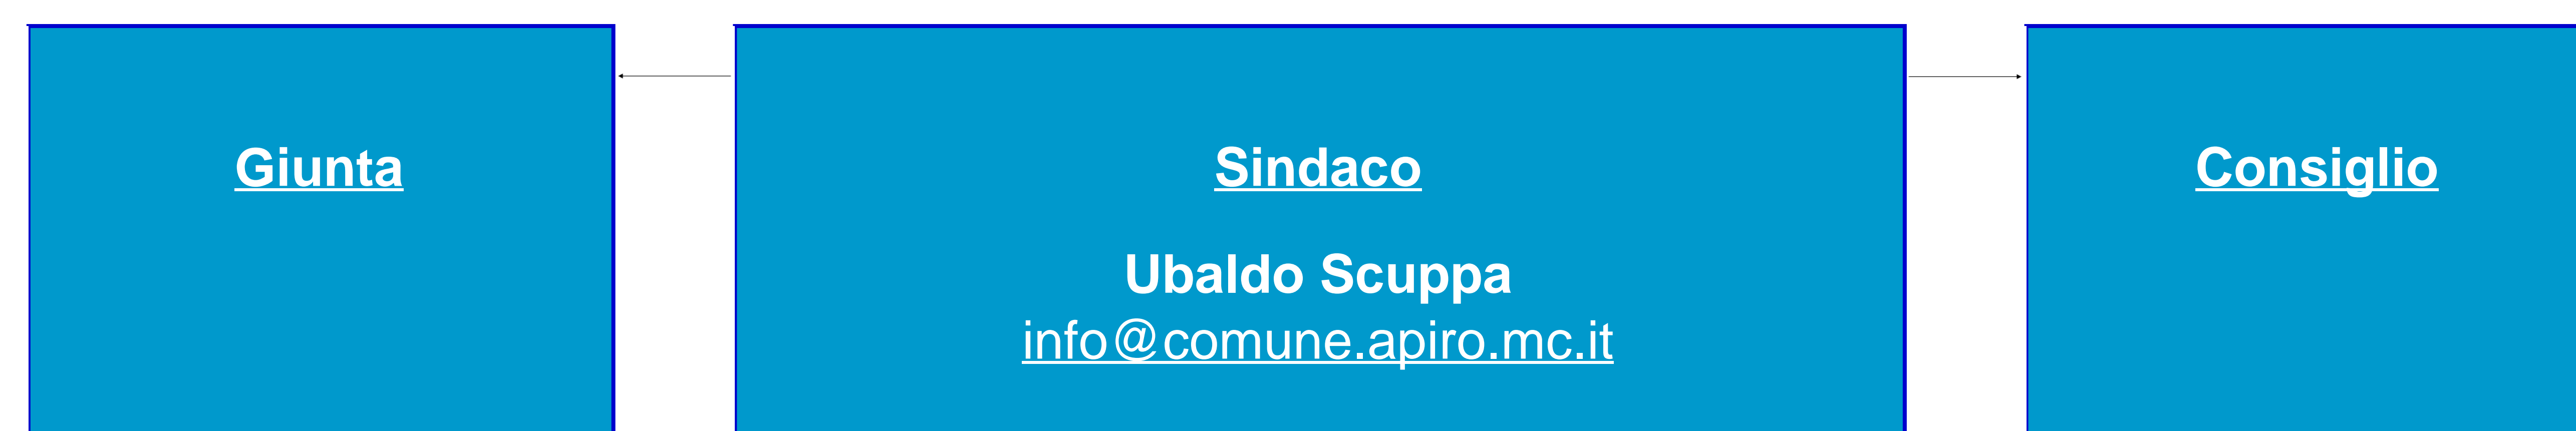 Giunta
Sindaco
Ubaldo Scuppa
info@comune.apiro.mc.it
Consiglio